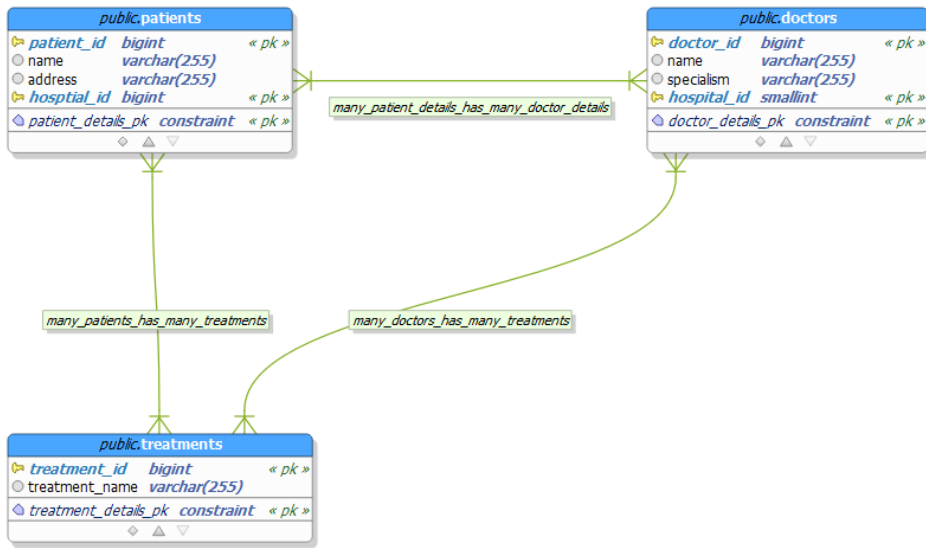 public.patients
patient_id bigint « pk »
name varchar(255)
address varchar(255)
hosptial_id bigint « pk »
patient_details_pk constraint « pk »
public.doctors
doctor_id bigint « pk »
name varchar(255)
specialism varchar(255)
hospital_id smallint « pk »
doctor_details_pk constraint « pk »
many_patient_details_has_many_doctor_details
many_patients_has_many_treatments
many_doctors_has_many_treatments
public.treatments
treatment_id bigint « pk »
treatment_name varchar(255)
treatment_details_pk constraint « pk »